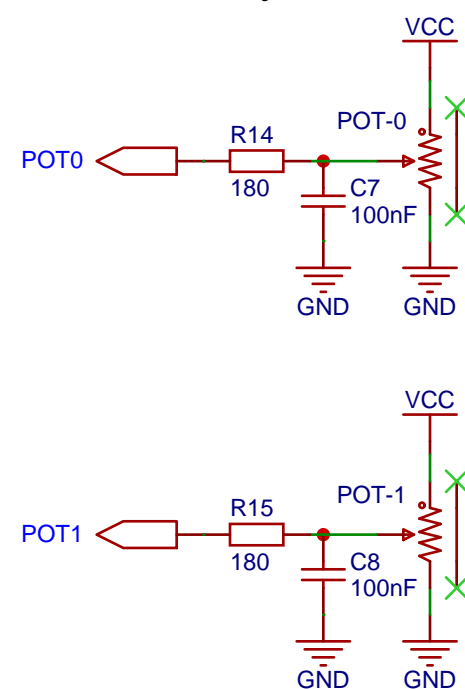 VCC
POT-0
R14
POT0
180
C7
100nF
GND
GND
VCC
POT-1
R15
POT1
180
C8
100nF
GND
GND